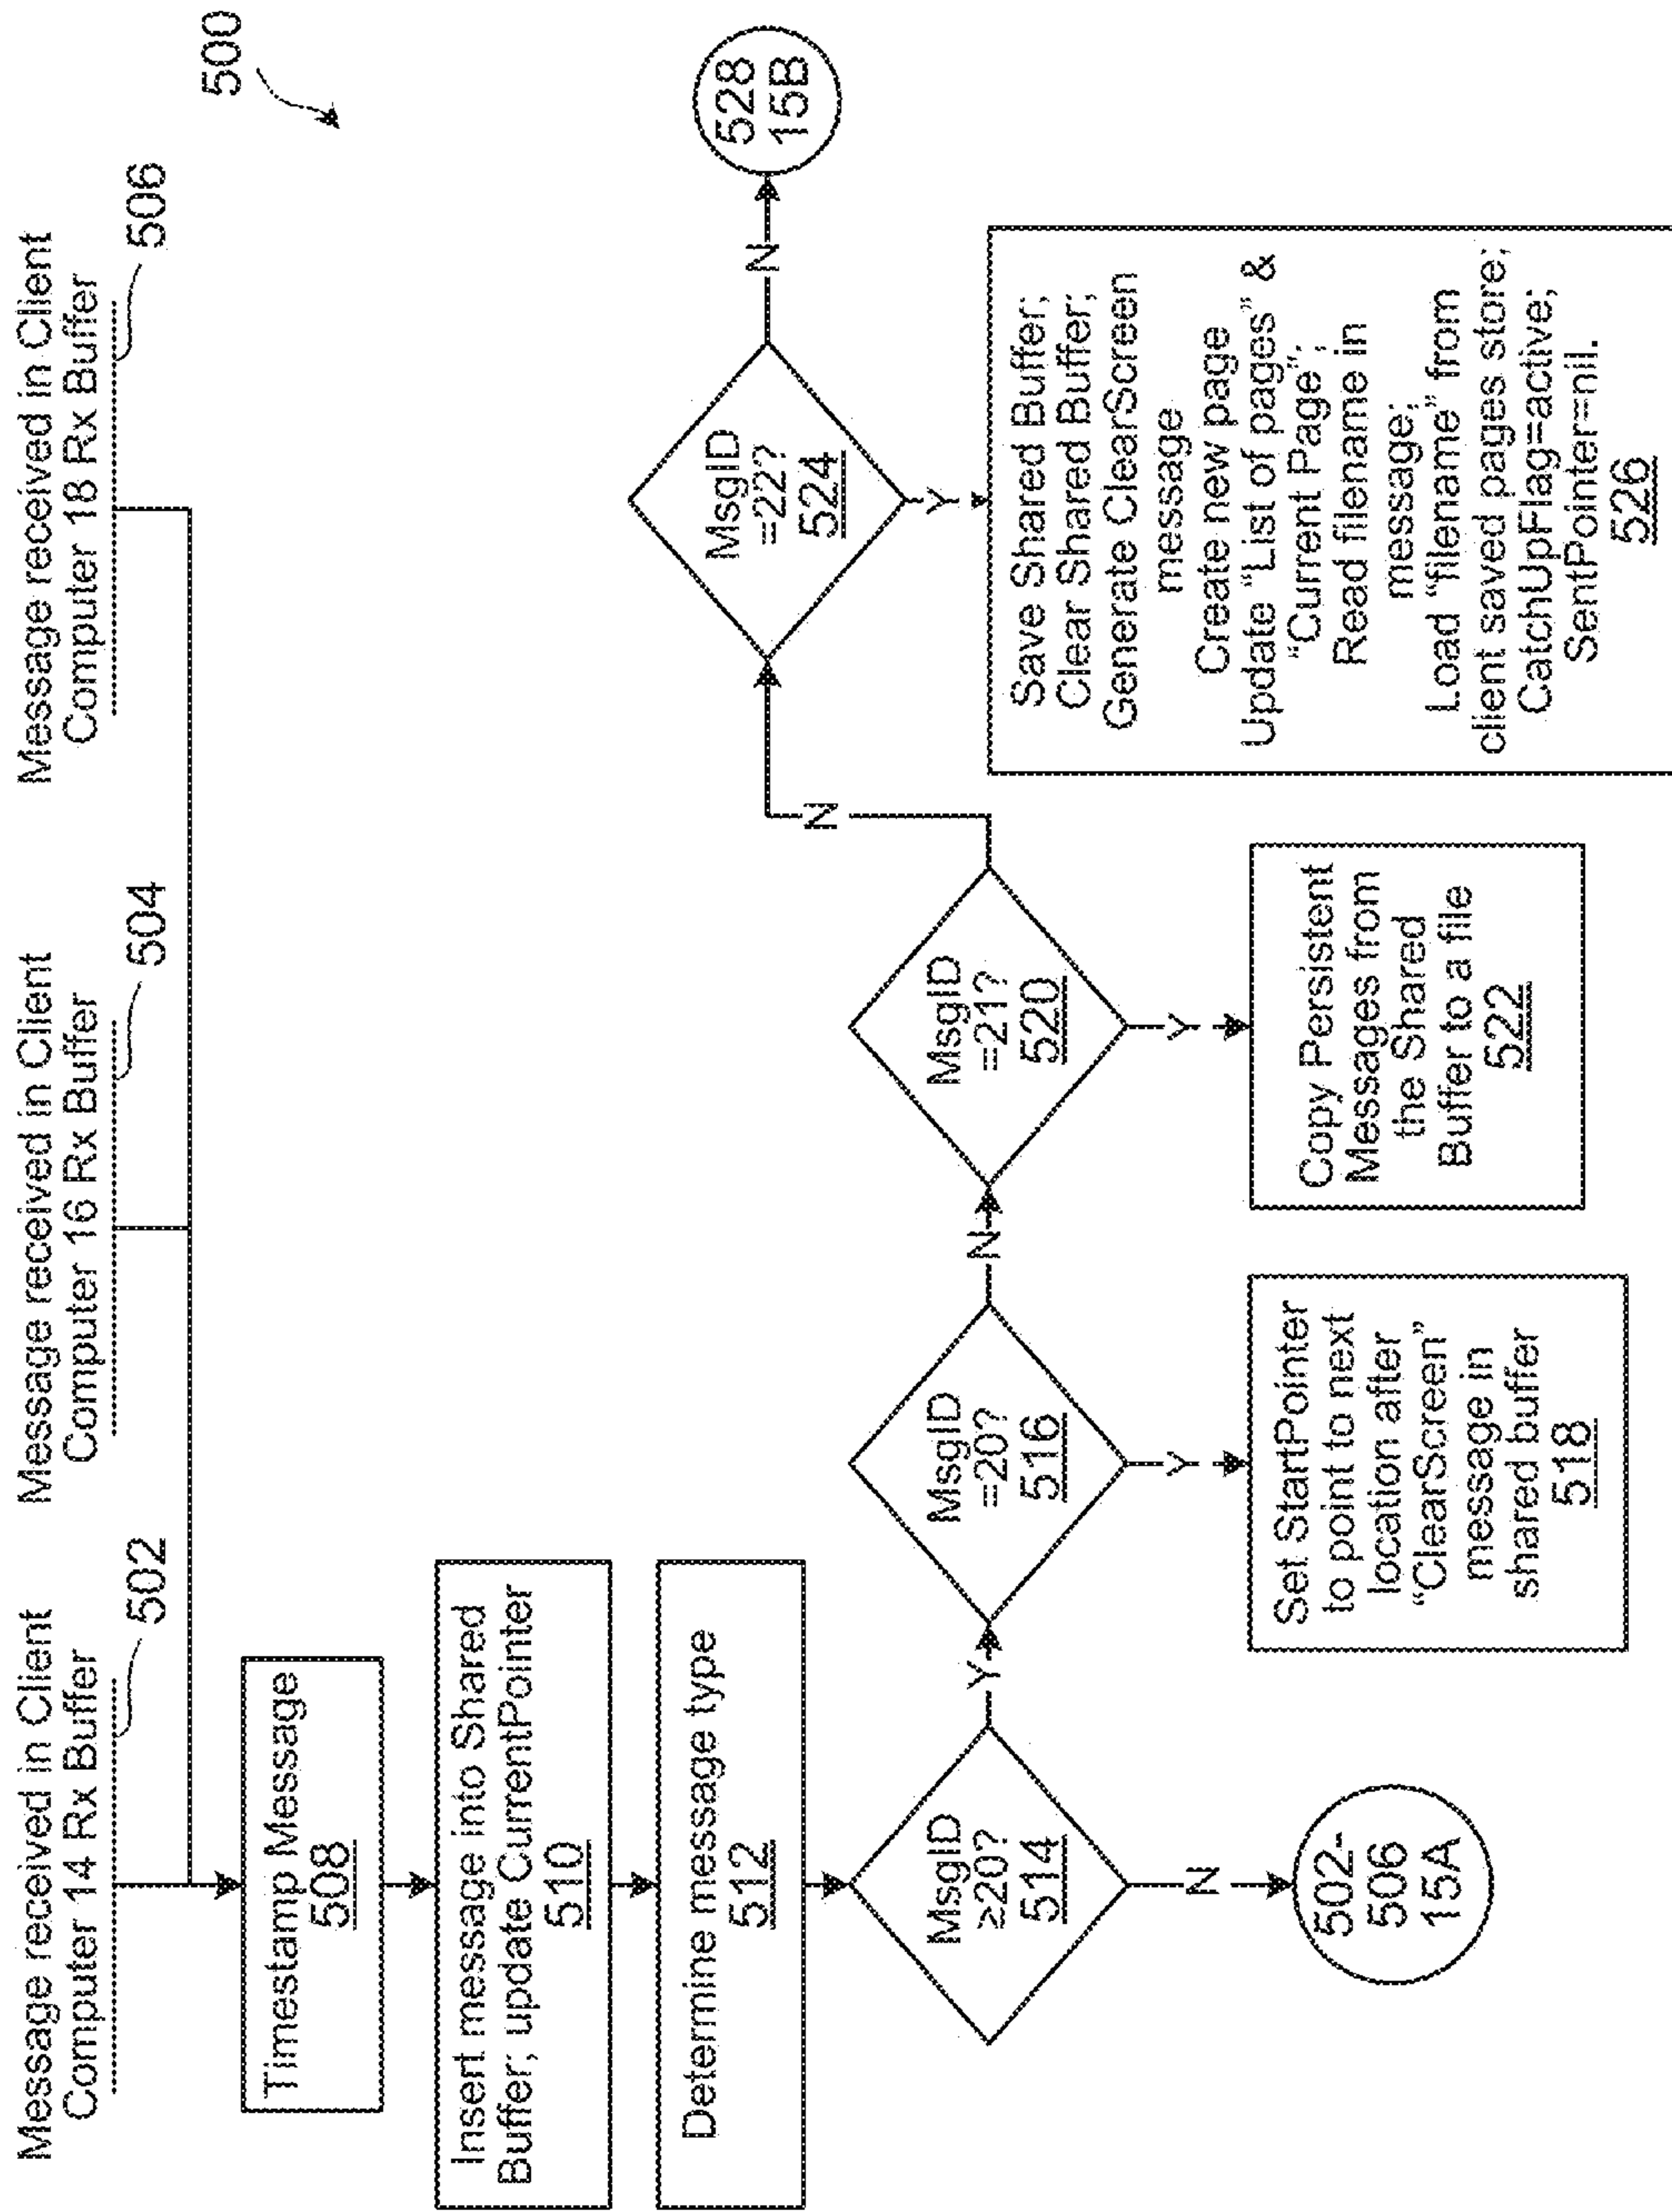 500
Message received in Client
Computer 14 Rx Buffer
502
Message received in Client
Computer 16 Rx Buffer
504
Message received in Client
Computer 18 Rx Buffer
506
Timestamp Message
508
Insert message into Shared
Buffer; update CurrentPointer
510
Determine message type
512
MsgID
≥20?
514
N
502-
506
15A
Y
MsgID
=20?
516
Y
Set StartPointer
to point to next
location after
“ClearScreen”
message in
shared buffer
518
N
MsgID
=21?
520
Y
Copy Persistent
Messages from
the Shared
Buffer to a file
522
N
MsgID
=22?
524
Y
Save Shared Buffer;
Clear Shared Buffer;
Generate ClearScreen
message
Create new page
Update “List of pages” &
“Current Page”;
Read filename in
message;
Load “filename” from
client saved pages store;
CatchUpFlag=active;
SentPointer=nil.
526
N
528
15B